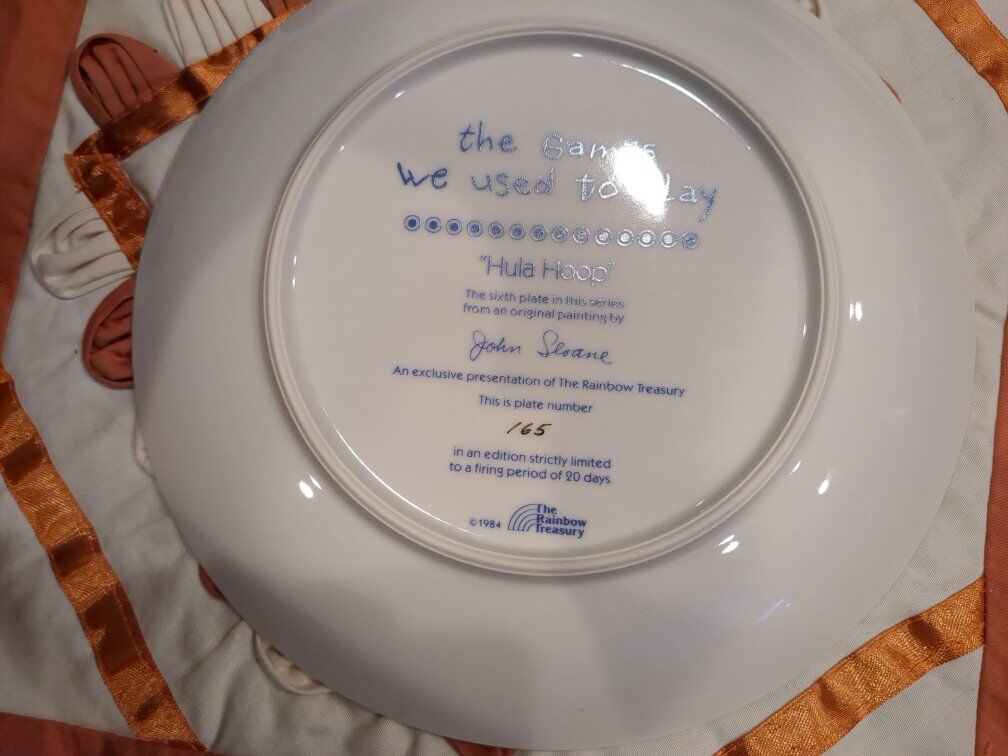 the Games
We used to Play
"Hula Hoop"
The sixth plate in this series
from an original painting by
John Sloane
An exclusive presentation of The Rainbow Treasury
This is plate number
165
in an edition strictly limited
to a firing period of 20 days.
©1984 The
Rainbow
Treasury